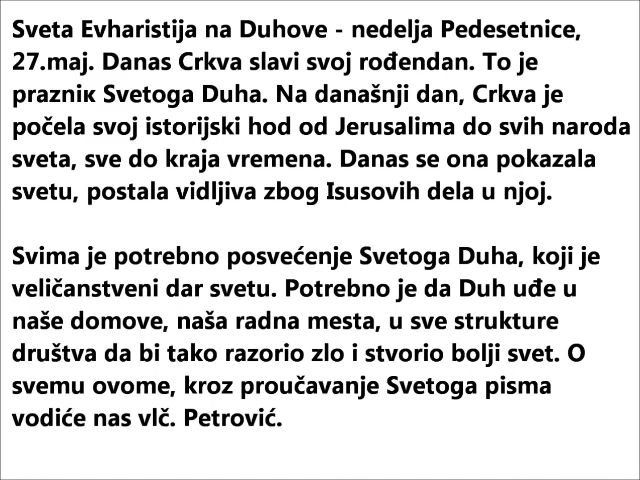 Sveta Evharistija na Duhove - nedelja Pedesetnice,
27.maj. Danas Crkva slavi svoj rođendan. To je
prazniк Svetoga Duha. Na današnji dan, Crkva je
počela svoj istorijski hod od Jerusalima do svih naroda
sveta, sve do kraja vremena. Danas se ona pokazala
svetu, postala vidljiva zbog Isusovih dela u njoj.

Svima je potrebno posvećenje Svetoga Duha, koji je
veličanstveni dar svetu. Potrebno je da Duh uđe u
naše domove, naša radna mesta, u sve strukture
društva da bi tako razorio zlo i stvorio bolji svet. O
svemu ovome, kroz proučavanje Svetoga pisma
vodiće nas vlč. Petrović.